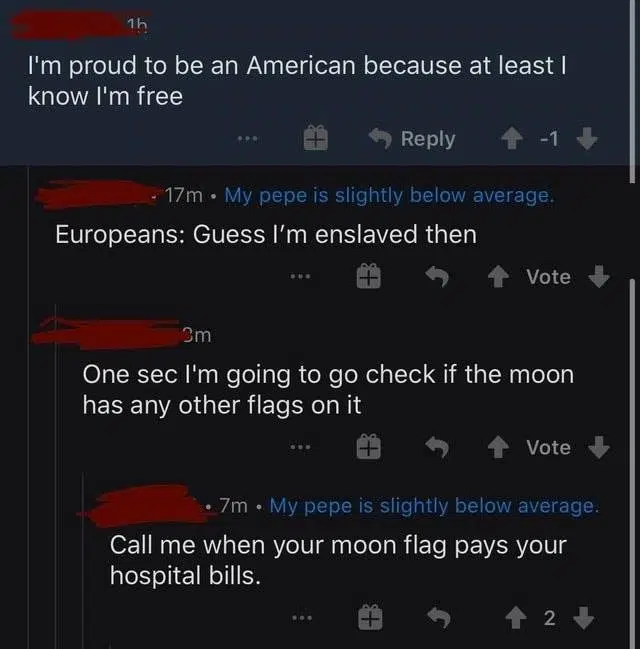 1h
I'm proud to be an American because at least I
know I'm free
Reply
-1
17m • My pepe is slightly below average.
Europeans: Guess I’m enslaved then
Vote
8m
One sec I'm going to go check if the moon
has any other flags on it
Vote
7m • My pepe is slightly below average.
Call me when your moon flag pays your
hospital bills.
2